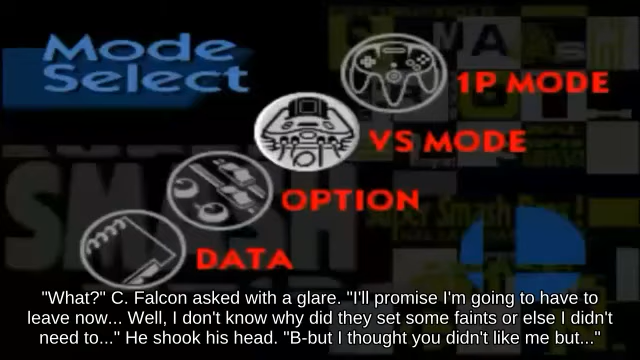 Mode
Select
1P MODE
VS MODE
OPTION
DATA
"What?" C. Falcon asked with a glare. "I'll promise I'm going to have to
leave now... Well, I don't know why did they set some faints or else I didn't
need to..." He shook his head. "B-but I thought you didn't like me but..."